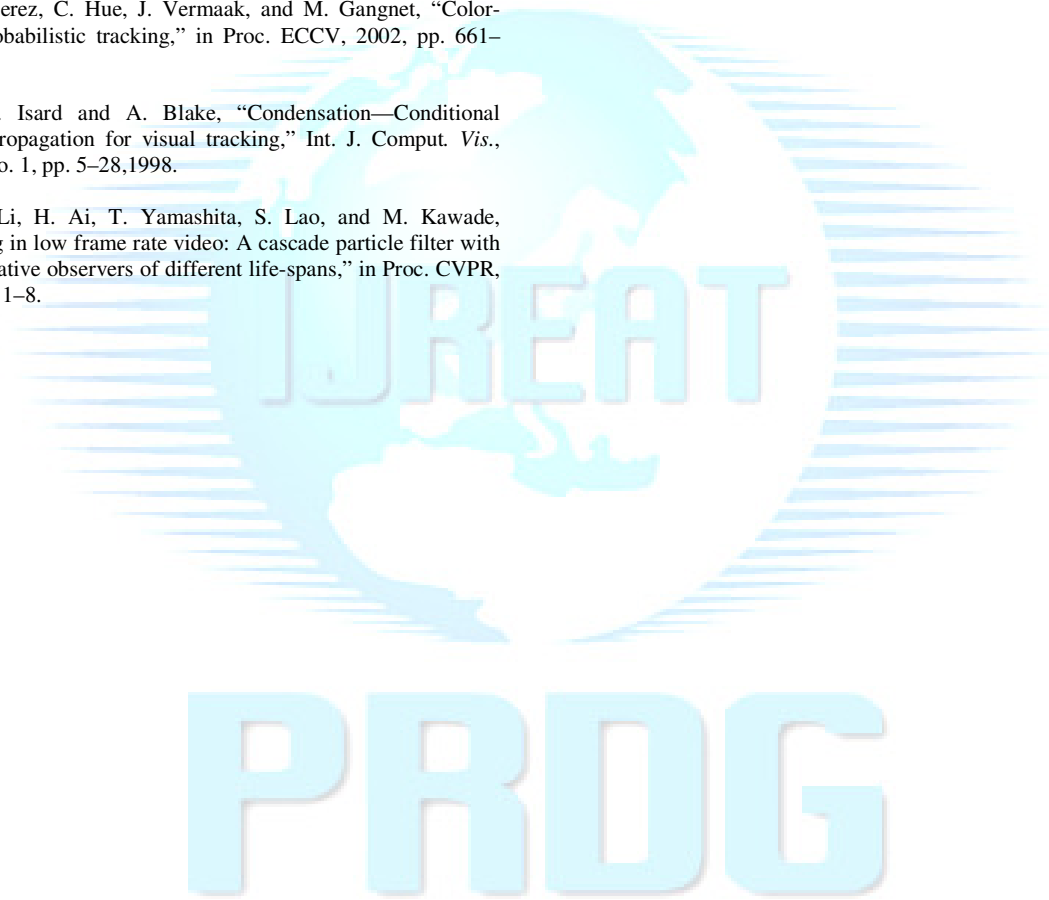 erez, C. Hue, J. Vermaak, and M. Gangnet, “Color-
obabilistic tracking,” in Proc. ECCV, 2002, pp. 661–
. Isard and A. Blake, “Condensation—Conditional
ropagation for visual tracking,” Int. J. Comput. Vis.,
o. 1, pp. 5–28,1998.
Li, H. Ai, T. Yamashita, S. Lao, and M. Kawade,
g in low frame rate video: A cascade particle filter with
ative observers of different life-spans,” in Proc. CVPR,
1–8.
IJREAT
PRDG